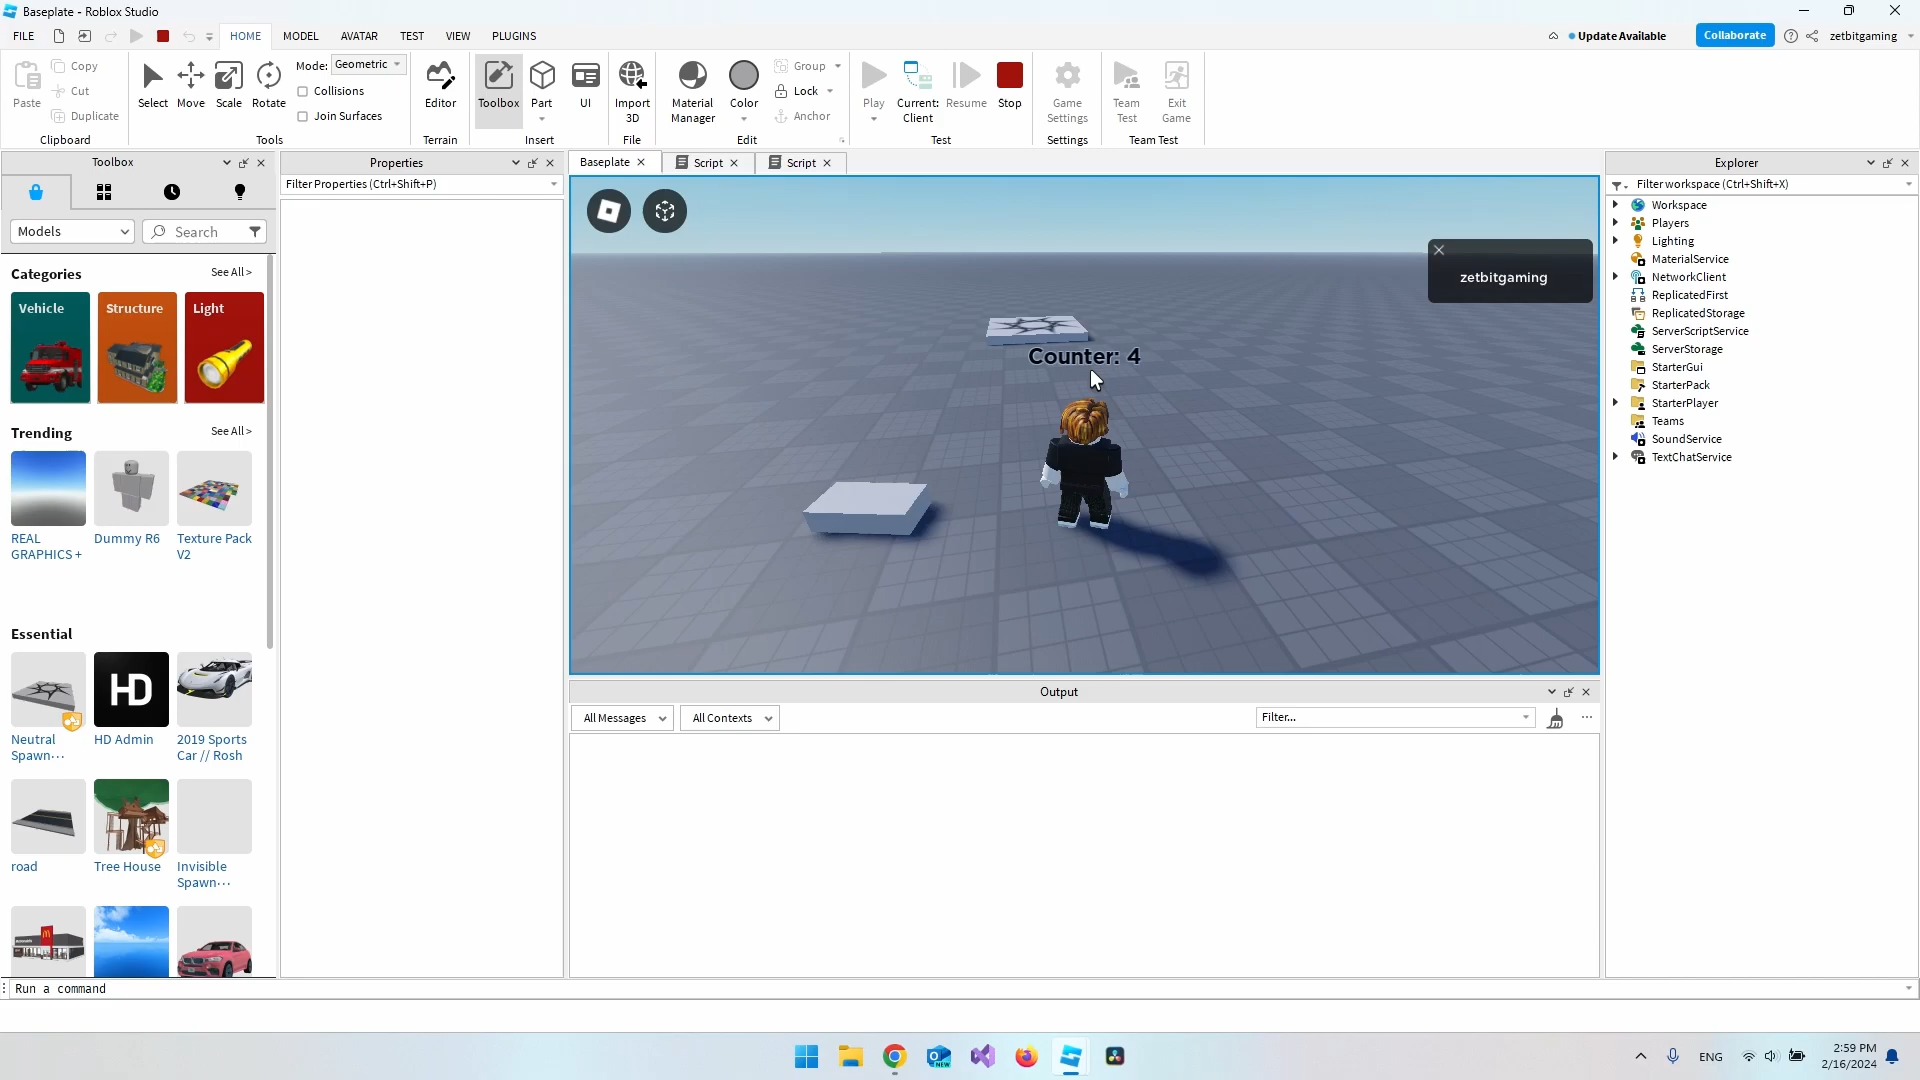 Baseplate - Roblox Studio
FILE HOME MODEL AVATAR TEST VIEW PLUGINS Update Available Collaborate zetbitgaming
Paste Copy Cut Duplicate Clipboard
Select Move Scale Rotate Mode: Geometric Collisions Join Surfaces Tools
Editor Terrain
Toolbox Part UI Insert
Import 3D File
Material Manager Color Group Lock Anchor Edit
Play Current: Client Resume Stop Test
Game Settings Settings
Team Test Exit Game Team Test
Toolbox
Models Search
Categories See All >
Vehicle Structure Light
Trending See All >
REAL GRAPHICS + Dummy R6 Texture Pack V2
Essential
HD
Neutral Spawn... HD Admin 2019 Sports Car // Rosh
road Tree House Invisible Spawn...
Properties
Filter Properties (Ctrl+Shift+P)
Baseplate Script Script
zetbitgaming
Counter: 4
Output
All Messages All Contexts Filter...
Explorer
Filter workspace (Ctrl+Shift+X)
Workspace
Players
Lighting
MaterialService
NetworkClient
ReplicatedFirst
ReplicatedStorage
ServerScriptService
ServerStorage
StarterGui
StarterPack
StarterPlayer
Teams
SoundService
TextChatService
Run a command
NEW
ENG
2:59 PM
2/16/2024